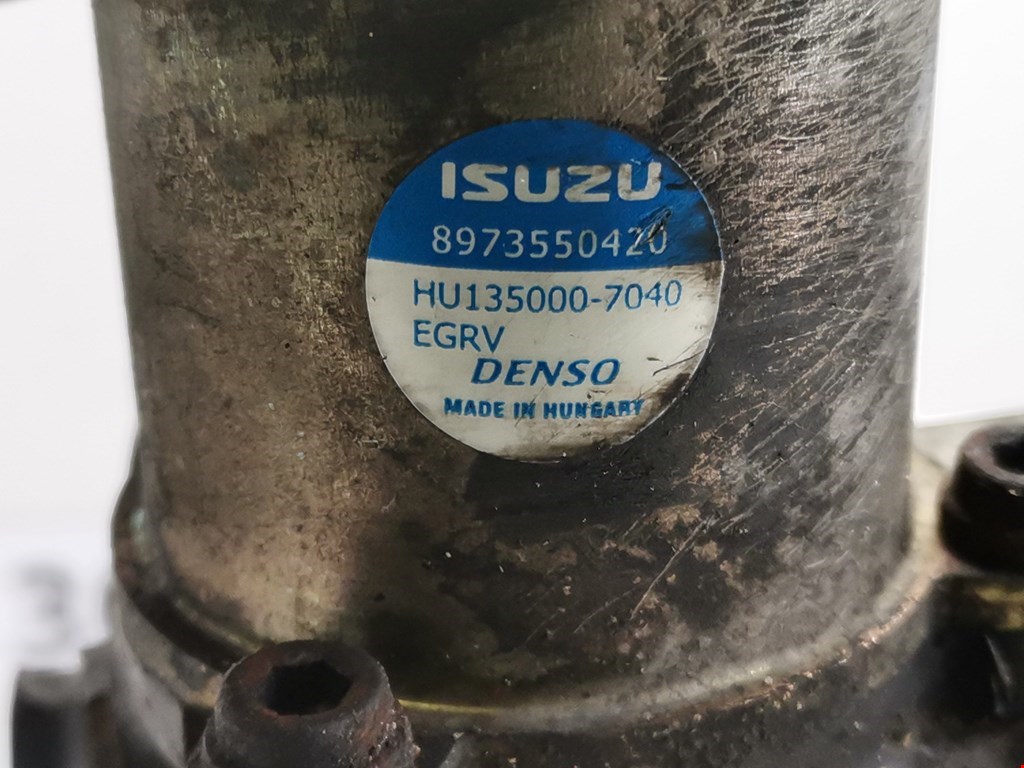 ISUZU
8973550420
HU135000-7040
EGRV
DENSO
MADE IN HUNGARY